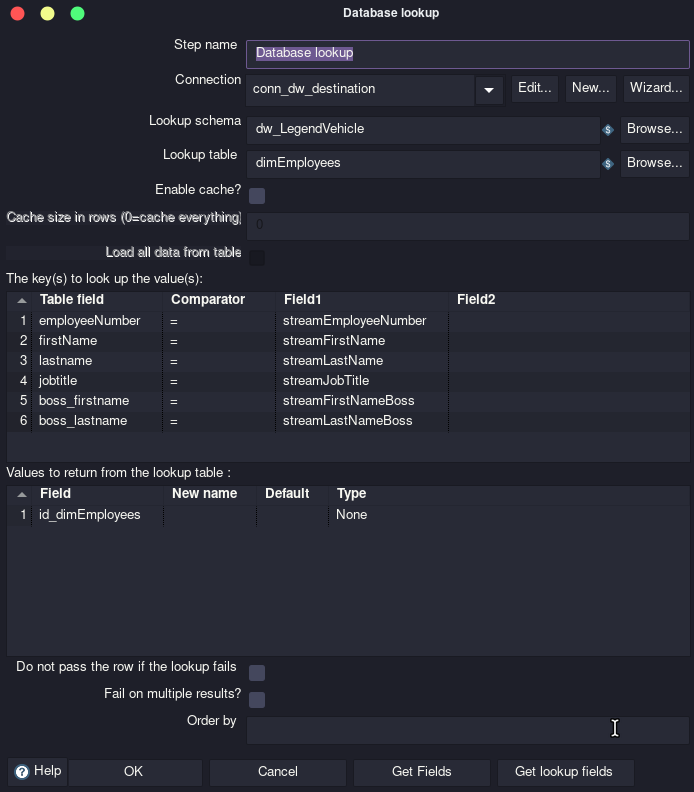 Database lookup
Step name Database lookup
Connection conn_dw_destination Edit... New... Wizard...
Lookup schema dw_LegendVehicle $ Browse...
Lookup table dimEmployees $ Browse...
Enable cache?
Cache size in rows (0=cache everything) 0
Load all data from table
The key(s) to look up the value(s):
Table field Comparator Field1 Field2
1 employeeNumber = streamEmployeeNumber
2 firstName = streamFirstName
3 lastname = streamLastName
4 jobtitle = streamJobTitle
5 boss_firstname = streamFirstNameBoss
6 boss_lastname = streamLastNameBoss
Values to return from the lookup table :
Field New name Default Type
1 id_dimEmployees None
Do not pass the row if the lookup fails
Fail on multiple results?
Order by
? Help OK Cancel Get Fields Get lookup fields